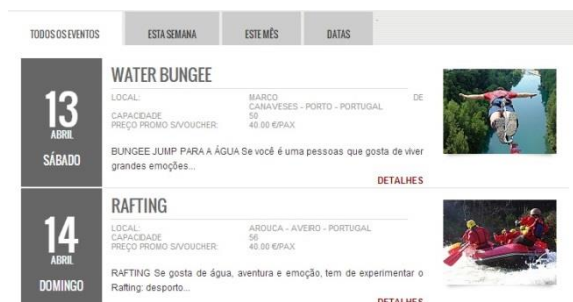 TODOS OS EVENTOS ESTA SEMANA ESTE MÊS DATAS
13
ABRIL
SÁBADO
WATER BUNGEE
LOCAL: MARCO DE
CANAVESES - PORTO - PORTUGAL
CAPACIDADE 50
PREÇO PROMO S/VOUCHER: 40.00 €/PAX
BUNGEE JUMP PARA A ÁGUA Se você é uma pessoas que gosta de viver
grandes emoções...
DETALHES
14
ABRIL
DOMINGO
RAFTING
LOCAL: AROUCA - AVEIRO - PORTUGAL
CAPACIDADE 56
PREÇO PROMO S/VOUCHER: 40.00 €/PAX
RAFTING Se gosta de água, aventura e emoção, tem de experimentar o
Rafting: desporto...
DETALHES